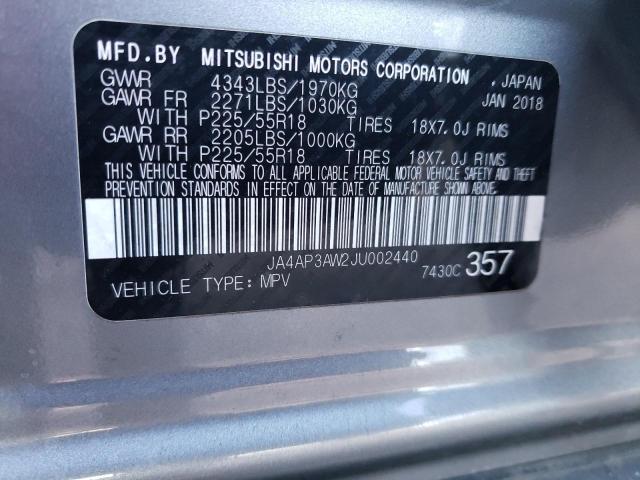 MFD.BY MITSUBISHI MOTORS CORPORATION , JAPAN
GVWR 4343LBS/1970KG JAN 2018
GAWR FR 2271LBS/1030KG
WITH P225/55R18 TIRES 18X7.0J RIMS
GAWR RR 2205LBS/1000KG
WITH P225/55R18 TIRES 18X7.0J RIMS
THIS VEHICLE CONFORMS TO ALL APPLICABLE FEDERAL MOTOR VEHICLE SAFETY AND THEFT
PREVENTION STANDARDS IN EFFECT ON THE DATE OF MANUFACTURE SHOWN ABOVE.
JA4AP3AW2JU002440
7430C 357
VEHICLE TYPE: MPV